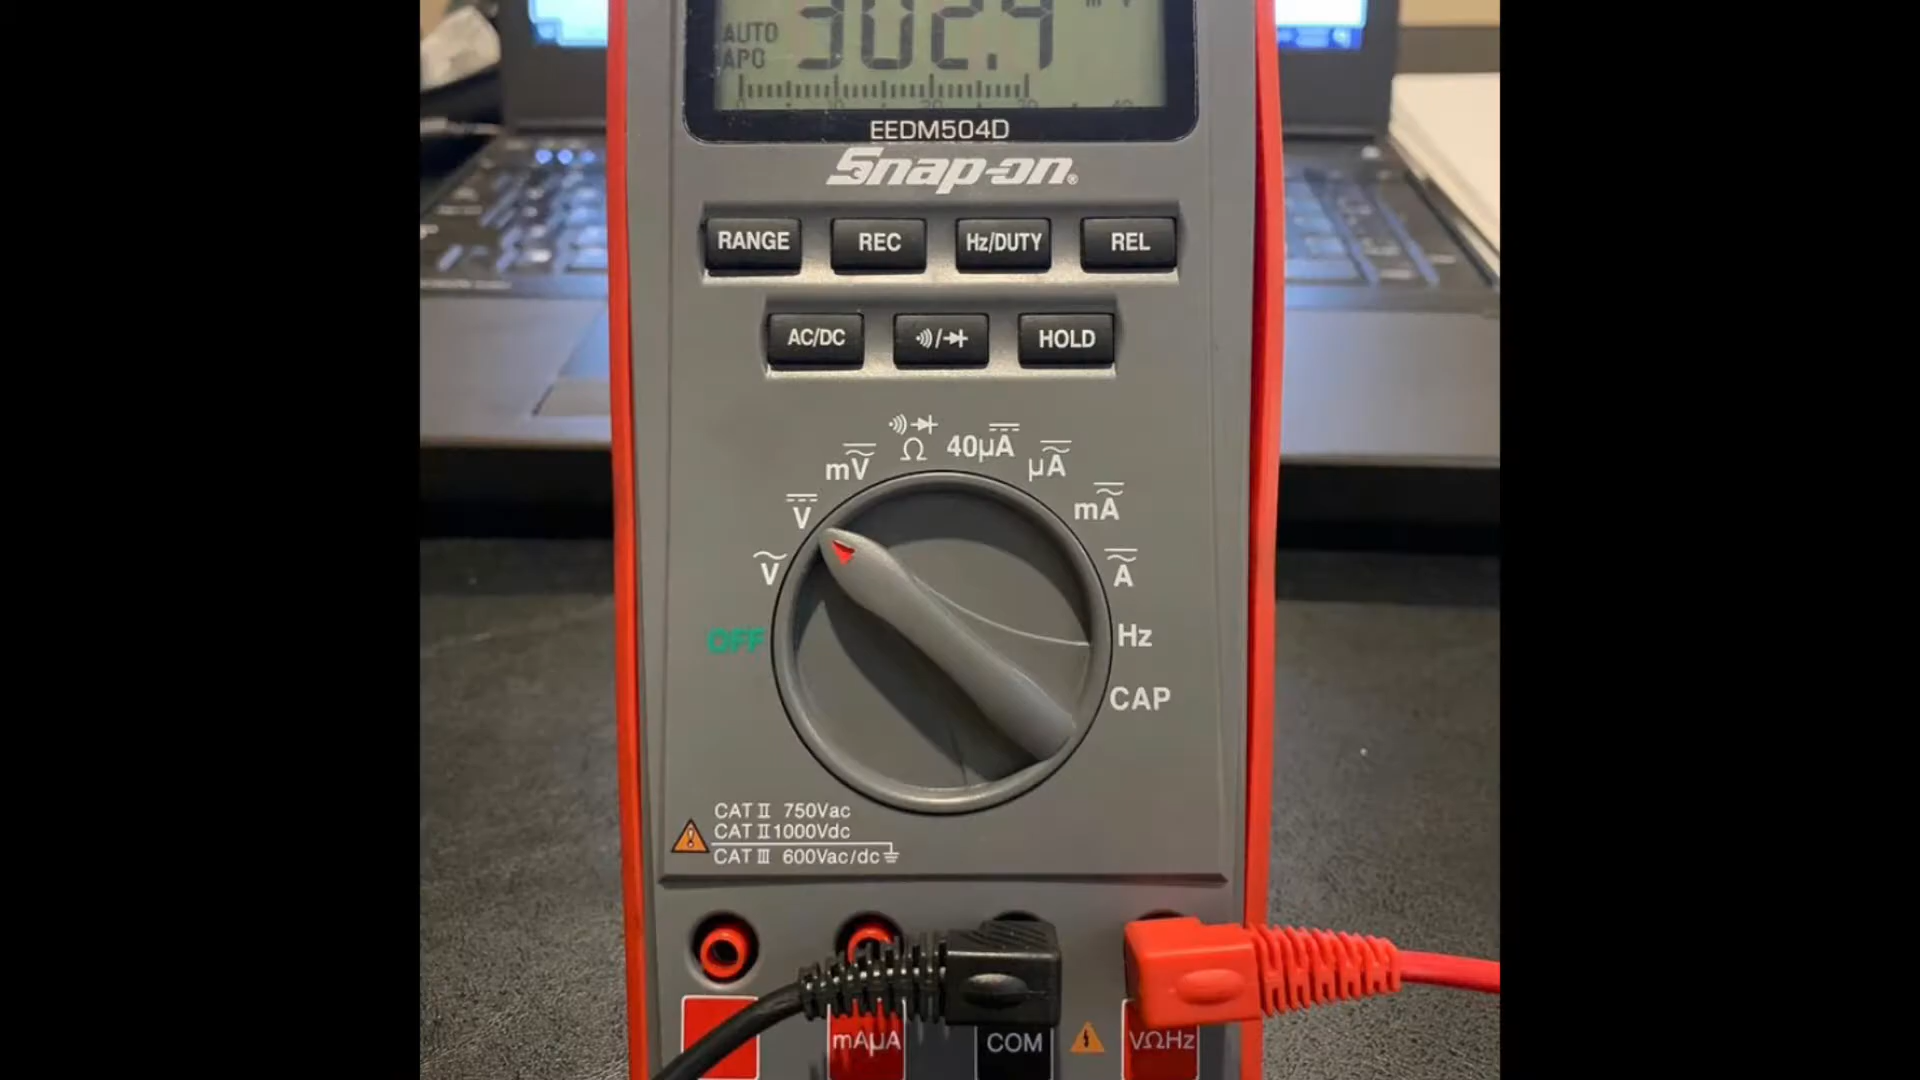 302.4
AUTO
APO
EEDM504D
Snap-on®
RANGE REC Hz/DUTY REL
AC/DC HOLD
Ω 40μA μA
mV mA
V
V A
OFF Hz
CAP
CAT II 750Vac
CAT II 1000Vdc
CAT III 600Vac/dc
mAμA COM VΩHz